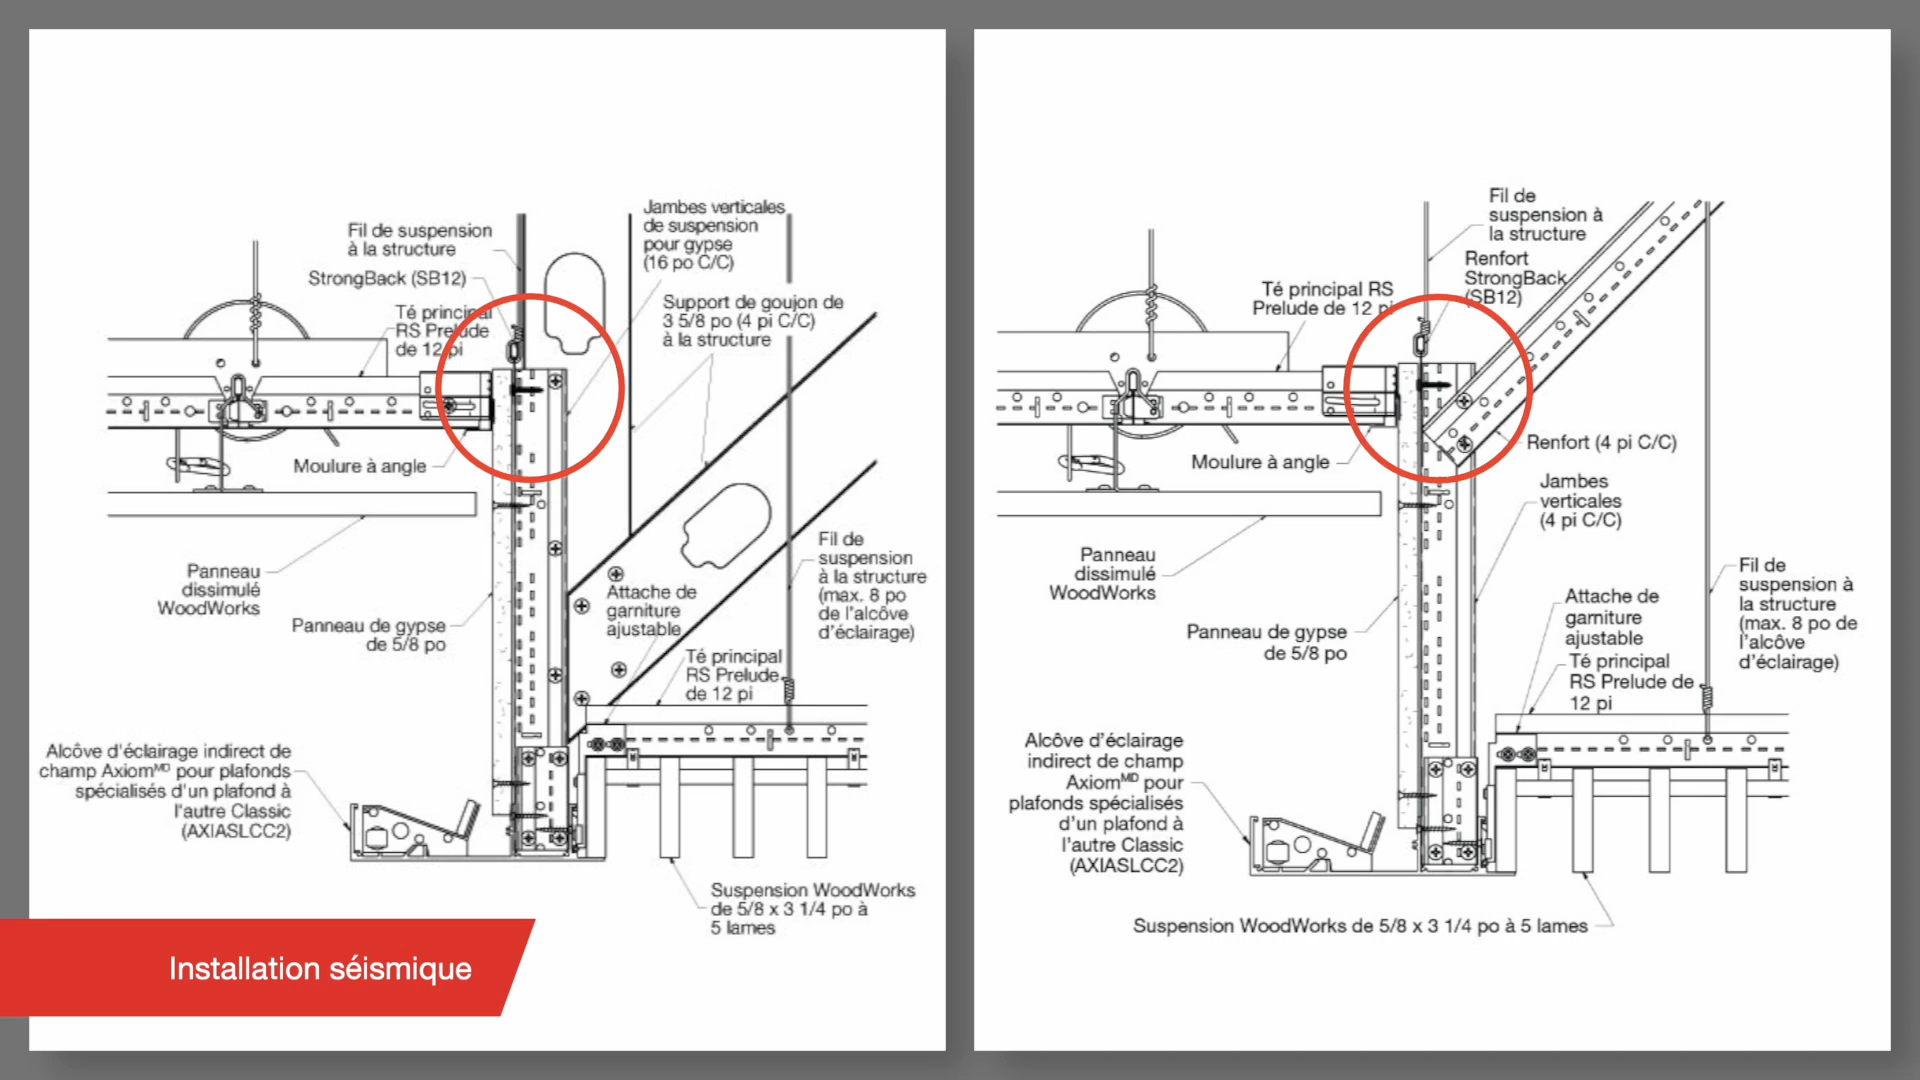 Fil de suspension
à la structure
StrongBack (SB12)
Té principal
RS Prelude
de 12 pi
Jambes verticales
de suspension
pour gypse
(16 po C/C)
Support de goujon de
3 5/8 po (4 pi C/C)
à la structure
Moulure à angle
Panneau
dissimulé
WoodWorks
Panneau de gypse
de 5/8 po
Attache de
garniture
ajustable
Té principal
RS Prelude
de 12 pi
Fil de
suspension
à la structure
(max. 8 po
de l'alcôve
d'éclairage)
Alcôve d'éclairage indirect de
champ Axiomᴹᴰ pour plafonds
spécialisés d'un plafond à
l'autre Classic
(AXIASLCC2)
Suspension WoodWorks
de 5/8 x 3 1/4 po à
5 lames
Installation séismique
Fil de
suspension à
la structure
Renfort
StrongBack
(SB12)
Té principal RS
Prelude de 12 pi
Moulure à angle
Renfort (4 pi C/C)
Jambes
verticales
(4 pi C/C)
Panneau
dissimulé
WoodWorks
Panneau de gypse
de 5/8 po
Attache de
garniture
ajustable
Té principal
RS Prelude de
12 pi
Fil de
suspension à
la structure
(max. 8 po de
l'alcôve
d'éclairage)
Alcôve d'éclairage
indirect de champ
Axiomᴹᴰ pour
plafonds spécialisés
d'un plafond à
l'autre Classic
(AXIASLCC2)
Suspension WoodWorks de 5/8 x 3 1/4 po à 5 lames